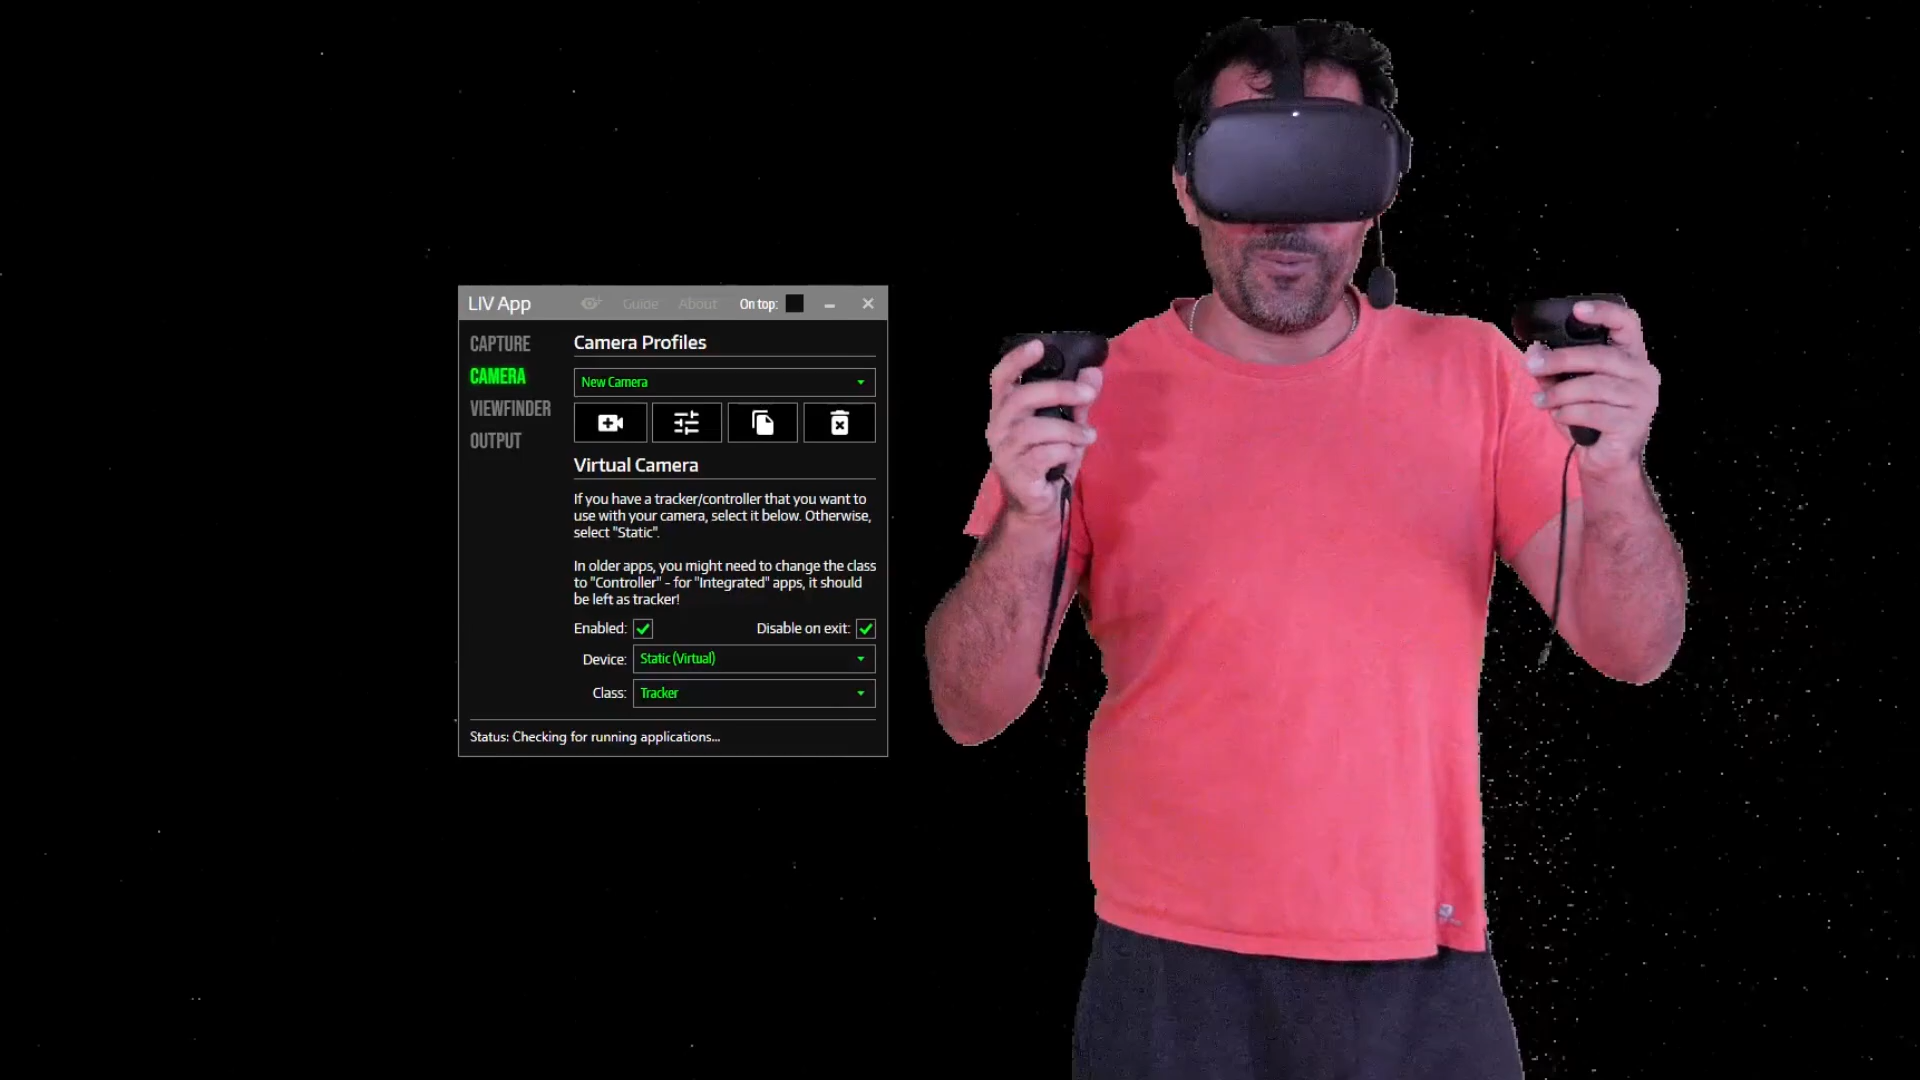 LIV App
Guide
About
On top:
CAPTURE
CAMERA
VIEWFINDER
OUTPUT
Camera Profiles
New Camera
Virtual Camera
If you have a tracker/controller that you want to
use with your camera, select it below. Otherwise,
select "Static".
In older apps, you might need to change the class
to "Controller" - for "Integrated" apps, it should
be left as tracker!
Enabled:
Disable on exit:
Device:
Static (Virtual)
Class:
Tracker
Status: Checking for running applications...